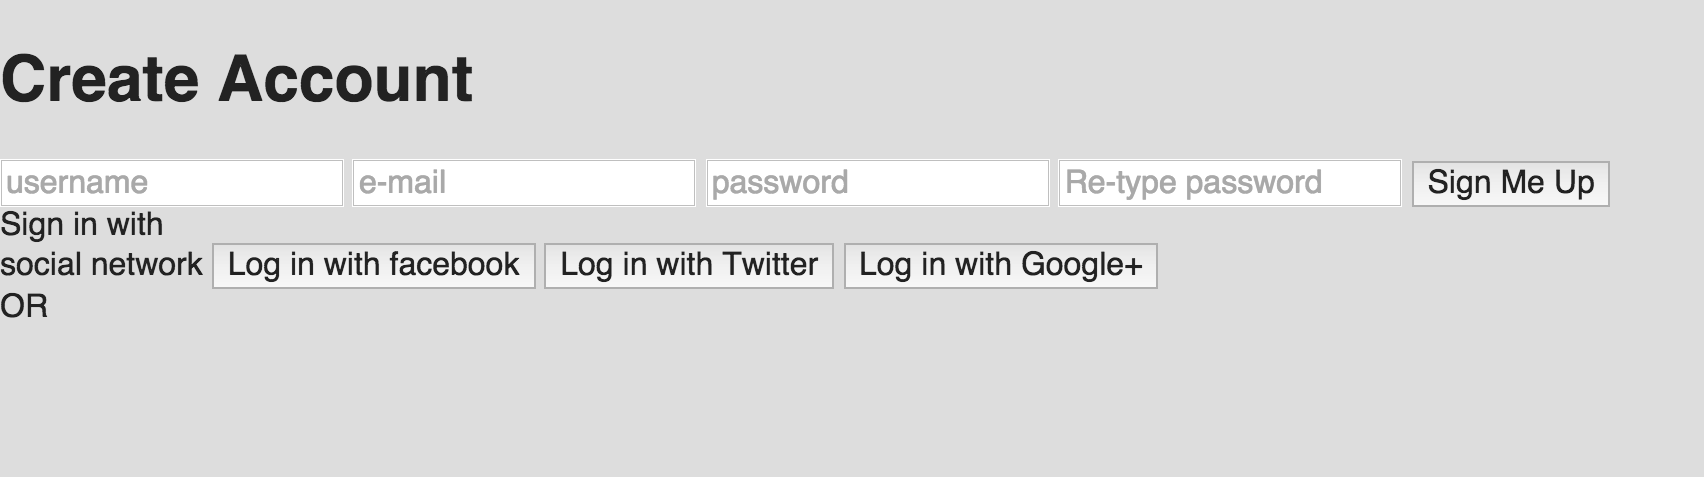 Create Account
username e-mail password Re-type password Sign Me Up
Sign in with
social network Log in with facebook Log in with Twitter Log in with Google+
OR